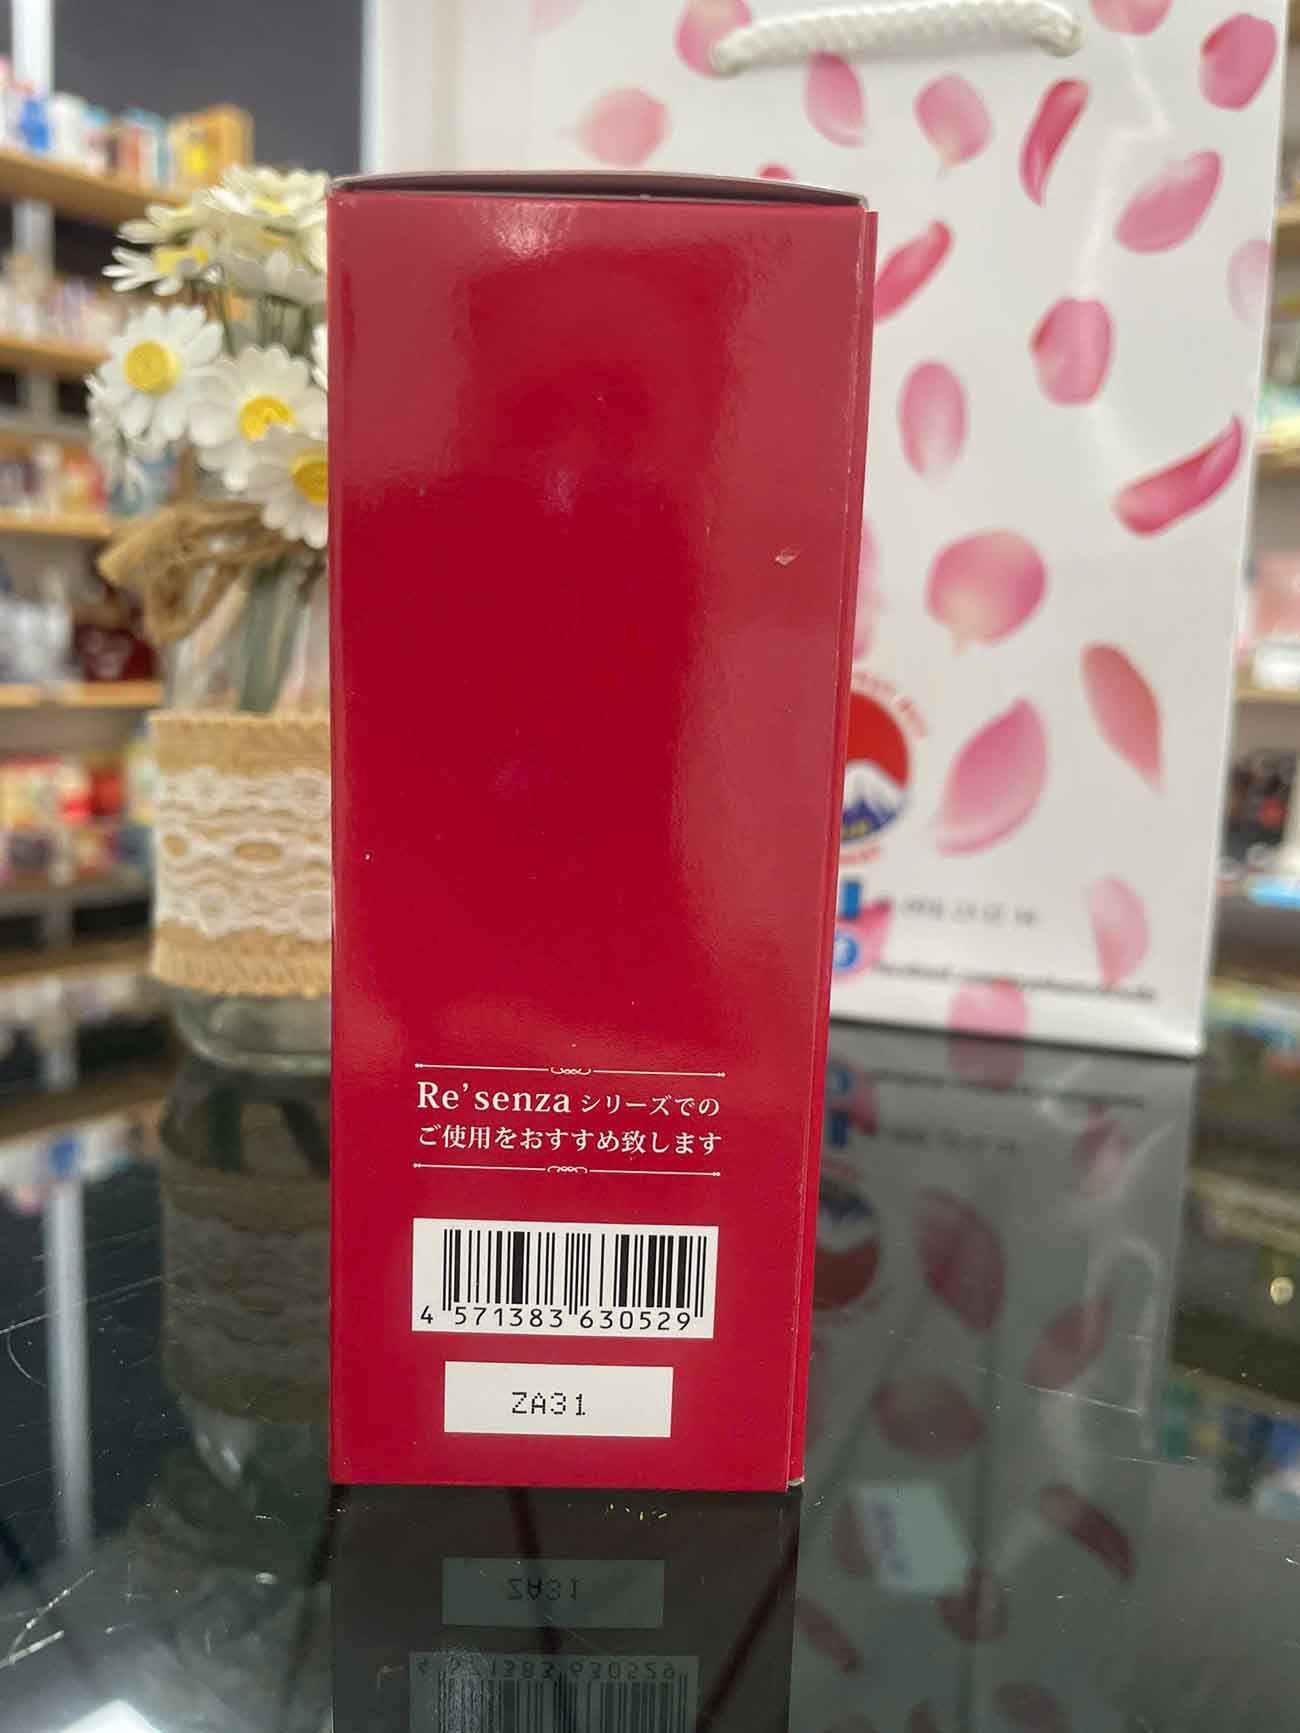 Re'senza シリーズでの
ご使用をおすすめ致します
4 571383 630529
ZA31